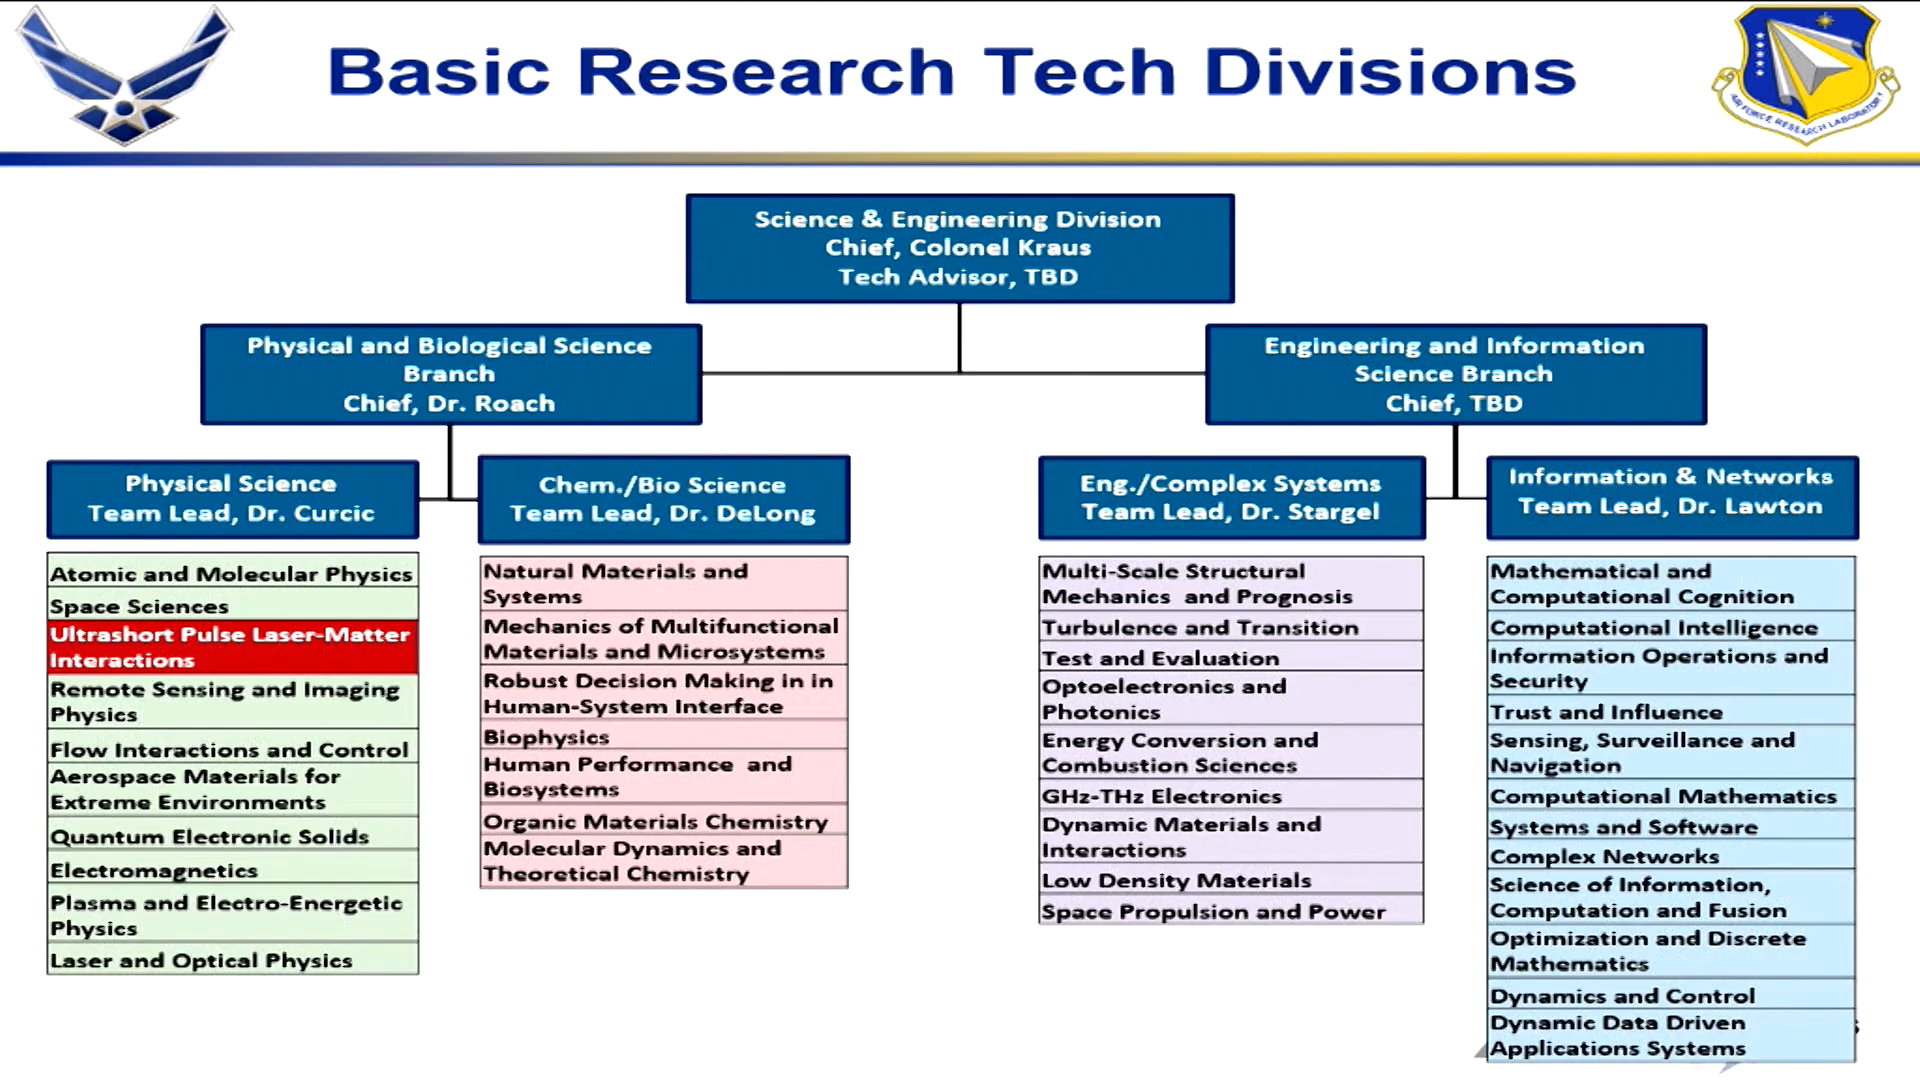 Basic Research Tech Divisions
AIR FORCE RESEARCH LABORATORY
Science & Engineering Division
Chief, Colonel Kraus
Tech Advisor, TBD
Physical and Biological Science
Branch
Chief, Dr. Roach
Engineering and Information
Science Branch
Chief, TBD
Physical Science
Team Lead, Dr. Curcic
Atomic and Molecular Physics
Space Sciences
Ultrashort Pulse Laser-Matter
Interactions
Remote Sensing and Imaging
Physics
Flow Interactions and Control
Aerospace Materials for
Extreme Environments
Quantum Electronic Solids
Electromagnetics
Plasma and Electro-Energetic
Physics
Laser and Optical Physics
Chem./Bio Science
Team Lead, Dr. DeLong
Natural Materials and
Systems
Mechanics of Multifunctional
Materials and Microsystems
Robust Decision Making in in
Human-System Interface
Biophysics
Human Performance and
Biosystems
Organic Materials Chemistry
Molecular Dynamics and
Theoretical Chemistry
Eng./Complex Systems
Team Lead, Dr. Stargel
Multi-Scale Structural
Mechanics and Prognosis
Turbulence and Transition
Test and Evaluation
Optoelectronics and
Photonics
Energy Conversion and
Combustion Sciences
GHz-THz Electronics
Dynamic Materials and
Interactions
Low Density Materials
Space Propulsion and Power
Information & Networks
Team Lead, Dr. Lawton
Mathematical and
Computational Cognition
Computational Intelligence
Information Operations and
Security
Trust and Influence
Sensing, Surveillance and
Navigation
Computational Mathematics
Systems and Software
Complex Networks
Science of Information,
Computation and Fusion
Optimization and Discrete
Mathematics
Dynamics and Control
Dynamic Data Driven
Applications Systems